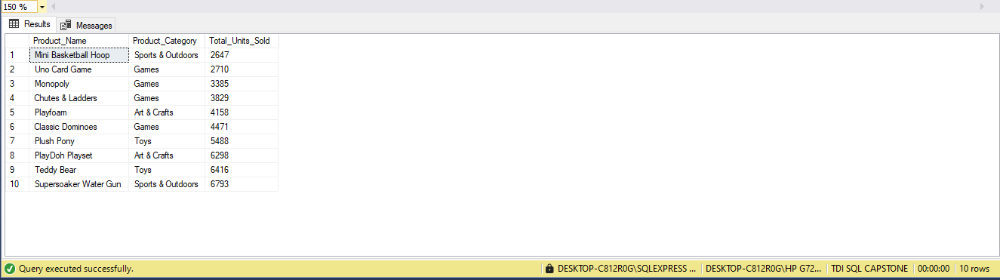 150 %
Results Messages
Product_Name Product_Category Total_Units_Sold
1 Mini Basketball Hoop Sports & Outdoors 2647
2 Uno Card Game Games 2710
3 Monopoly Games 3385
4 Chutes & Ladders Games 3829
5 Playfoam Art & Crafts 4158
6 Classic Dominoes Games 4471
7 Plush Pony Toys 5488
8 PlayDoh Playset Art & Crafts 6298
9 Teddy Bear Toys 6416
10 Supersoaker Water Gun Sports & Outdoors 6793
Query executed successfully. DESKTOP-C812R0G\SQLEXPRESS ... DESKTOP-C812R0G\HP G72... TDI SQL CAPSTONE 00:00:00 10 rows